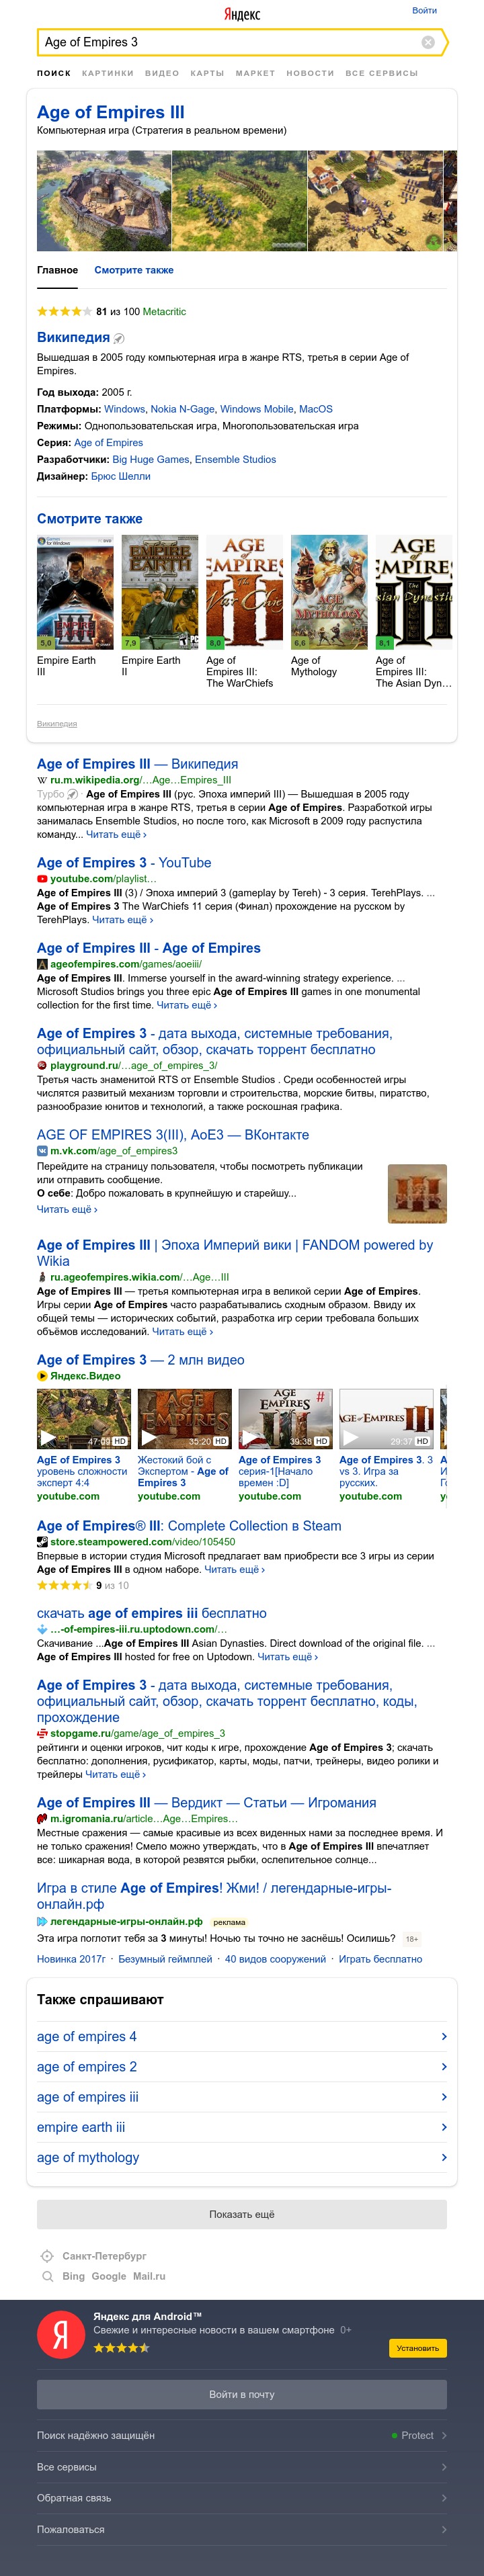 Яндекс
Войти
Age of Empires 3
ПОИСК КАРТИНКИ ВИДЕО КАРТЫ МАРКЕТ НОВОСТИ ВСЕ СЕРВИСЫ
Age of Empires III
Компьютерная игра (Стратегия в реальном времени)
Главное Смотрите также
81 из 100 Metacritic
Википедия
Вышедшая в 2005 году компьютерная игра в жанре RTS, третья в серии Age of
Empires.
Год выхода: 2005 г.
Платформы: Windows, Nokia N-Gage, Windows Mobile, MacOS
Режимы: Однопользовательская игра, Многопользовательская игра
Серия: Age of Empires
Разработчики: Big Huge Games, Ensemble Studios
Дизайнер: Брюс Шелли
Смотрите также
5,0 7,9 8,0 6,6 8,1
Empire Earth
III
Empire Earth
II
Age of
Empires III:
The WarChiefs
Age of
Mythology
Age of
Empires III:
The Asian Dyn…
Википедия
Age of Empires III — Википедия
ru.m.wikipedia.org/…Age…Empires_III
Турбо · Age of Empires III (рус. Эпоха империй III) — Вышедшая в 2005 году
компьютерная игра в жанре RTS, третья в серии Age of Empires. Разработкой игры
занималась Ensemble Studios, но после того, как Microsoft в 2009 году распустила
команду... Читать ещё ›
Age of Empires 3 - YouTube
youtube.com/playlist…
Age of Empires III (3) / Эпоха империй 3 (gameplay by Tereh) - 3 серия. TerehPlays. ...
Age of Empires 3 The WarChiefs 11 серия (Финал) прохождение на русском by
TerehPlays. Читать ещё ›
Age of Empires III - Age of Empires
ageofempires.com/games/aoeiii/
Age of Empires III. Immerse yourself in the award-winning strategy experience. ...
Microsoft Studios brings you three epic Age of Empires III games in one monumental
collection for the first time. Читать ещё ›
Age of Empires 3 - дата выхода, системные требования,
официальный сайт, обзор, скачать торрент бесплатно
playground.ru/…age_of_empires_3/
Третья часть знаменитой RTS от Ensemble Studios . Среди особенностей игры
числятся развитый механизм торговли и строительства, морские битвы, пиратство,
разнообразие юнитов и технологий, а также роскошная графика.
AGE OF EMPIRES 3(III), AoE3 — ВКонтакте
m.vk.com/age_of_empires3
Перейдите на страницу пользователя, чтобы посмотреть публикации
или отправить сообщение.
О себе: Добро пожаловать в крупнейшую и старейшу...
Читать ещё ›
Age of Empires III | Эпоха Империй вики | FANDOM powered by
Wikia
ru.ageofempires.wikia.com/…Age…III
Age of Empires III — третья компьютерная игра в великой серии Age of Empires.
Игры серии Age of Empires часто разрабатывались сходным образом. Ввиду их
общей темы — исторических событий, разработка игр серии требовала больших
объёмов исследований. Читать ещё ›
Age of Empires 3 — 2 млн видео
Яндекс.Видео
47:09 HD 35:20 HD 39:38 HD 29:37 HD
AgE of Empires 3
уровень сложности
эксперт 4:4
youtube.com
Жестокий бой с
Экспертом - Age of
Empires 3
youtube.com
Age of Empires 3
серия-1[Начало
времен :D]
youtube.com
Age of Empires 3. 3
vs 3. Игра за
русских.
youtube.com
Age of Empires® III: Complete Collection в Steam
store.steampowered.com/video/105450
Впервые в истории студия Microsoft предлагает вам приобрести все 3 игры из серии
Age of Empires III в одном наборе. Читать ещё ›
9 из 10
скачать age of empires iii бесплатно
...-of-empires-iii.ru.uptodown.com/…
Скачивание ...Age of Empires III Asian Dynasties. Direct download of the original file. ...
Age of Empires III hosted for free on Uptodown. Читать ещё ›
Age of Empires 3 - дата выхода, системные требования,
официальный сайт, обзор, скачать торрент бесплатно, коды,
прохождение
stopgame.ru/game/age_of_empires_3
рейтинги и оценки игроков, чит коды к игре, прохождение Age of Empires 3; скачать
бесплатно: дополнения, русификатор, карты, моды, патчи, трейнеры, видео ролики и
трейлеры Читать ещё ›
Age of Empires III — Вердикт — Статьи — Игромания
m.igromania.ru/article…Age…Empires…
Местные сражения — самые красивые из всех виденных нами за последнее время. И
не только сражения! Смело можно утверждать, что в Age of Empires III впечатляет
все: шикарная вода, в которой резвятся рыбки, ослепительное солнце...
Игра в стиле Age of Empires! Жми! / легендарные-игры-
онлайн.рф
легендарные-игры-онлайн.рф реклама
Эта игра поглотит тебя за 3 минуты! Ночью ты точно не заснёшь! Осилишь? 18+
Новинка 2017г · Безумный геймплей · 40 видов сооружений · Играть бесплатно
Также спрашивают
age of empires 4
age of empires 2
age of empires iii
empire earth iii
age of mythology
Показать ещё
Санкт-Петербург
Bing Google Mail.ru
Яндекс для Android™
Свежие и интересные новости в вашем смартфоне 0+
Установить
Войти в почту
Поиск надёжно защищён Protect
Все сервисы
Обратная связь
Пожаловаться